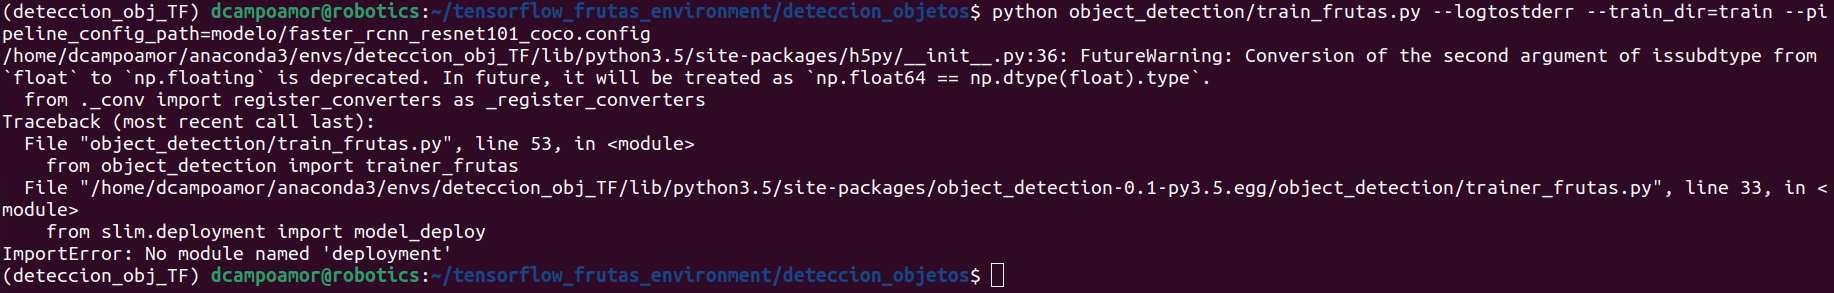 (deteccion_obj_TF) dcampoamor@robotics:~/tensorflow_frutas_environment/deteccion_objetos$ python object_detection/train_frutas.py --logtostderr --train_dir=train --pi
peline_config_path=modelo/faster_rcnn_resnet101_coco.config
/home/dcampoamor/anaconda3/envs/deteccion_obj_TF/lib/python3.5/site-packages/h5py/__init__.py:36: FutureWarning: Conversion of the second argument of issubdtype from
`float` to `np.floating` is deprecated. In future, it will be treated as `np.float64 == np.dtype(float).type`.
  from ._conv import register_converters as _register_converters
Traceback (most recent call last):
  File "object_detection/train_frutas.py", line 53, in <module>
    from object_detection import trainer_frutas
  File "/home/dcampoamor/anaconda3/envs/deteccion_obj_TF/lib/python3.5/site-packages/object_detection-0.1-py3.5.egg/object_detection/trainer_frutas.py", line 33, in <
module>
    from slim.deployment import model_deploy
ImportError: No module named 'deployment'
(deteccion_obj_TF) dcampoamor@robotics:~/tensorflow_frutas_environment/deteccion_objetos$